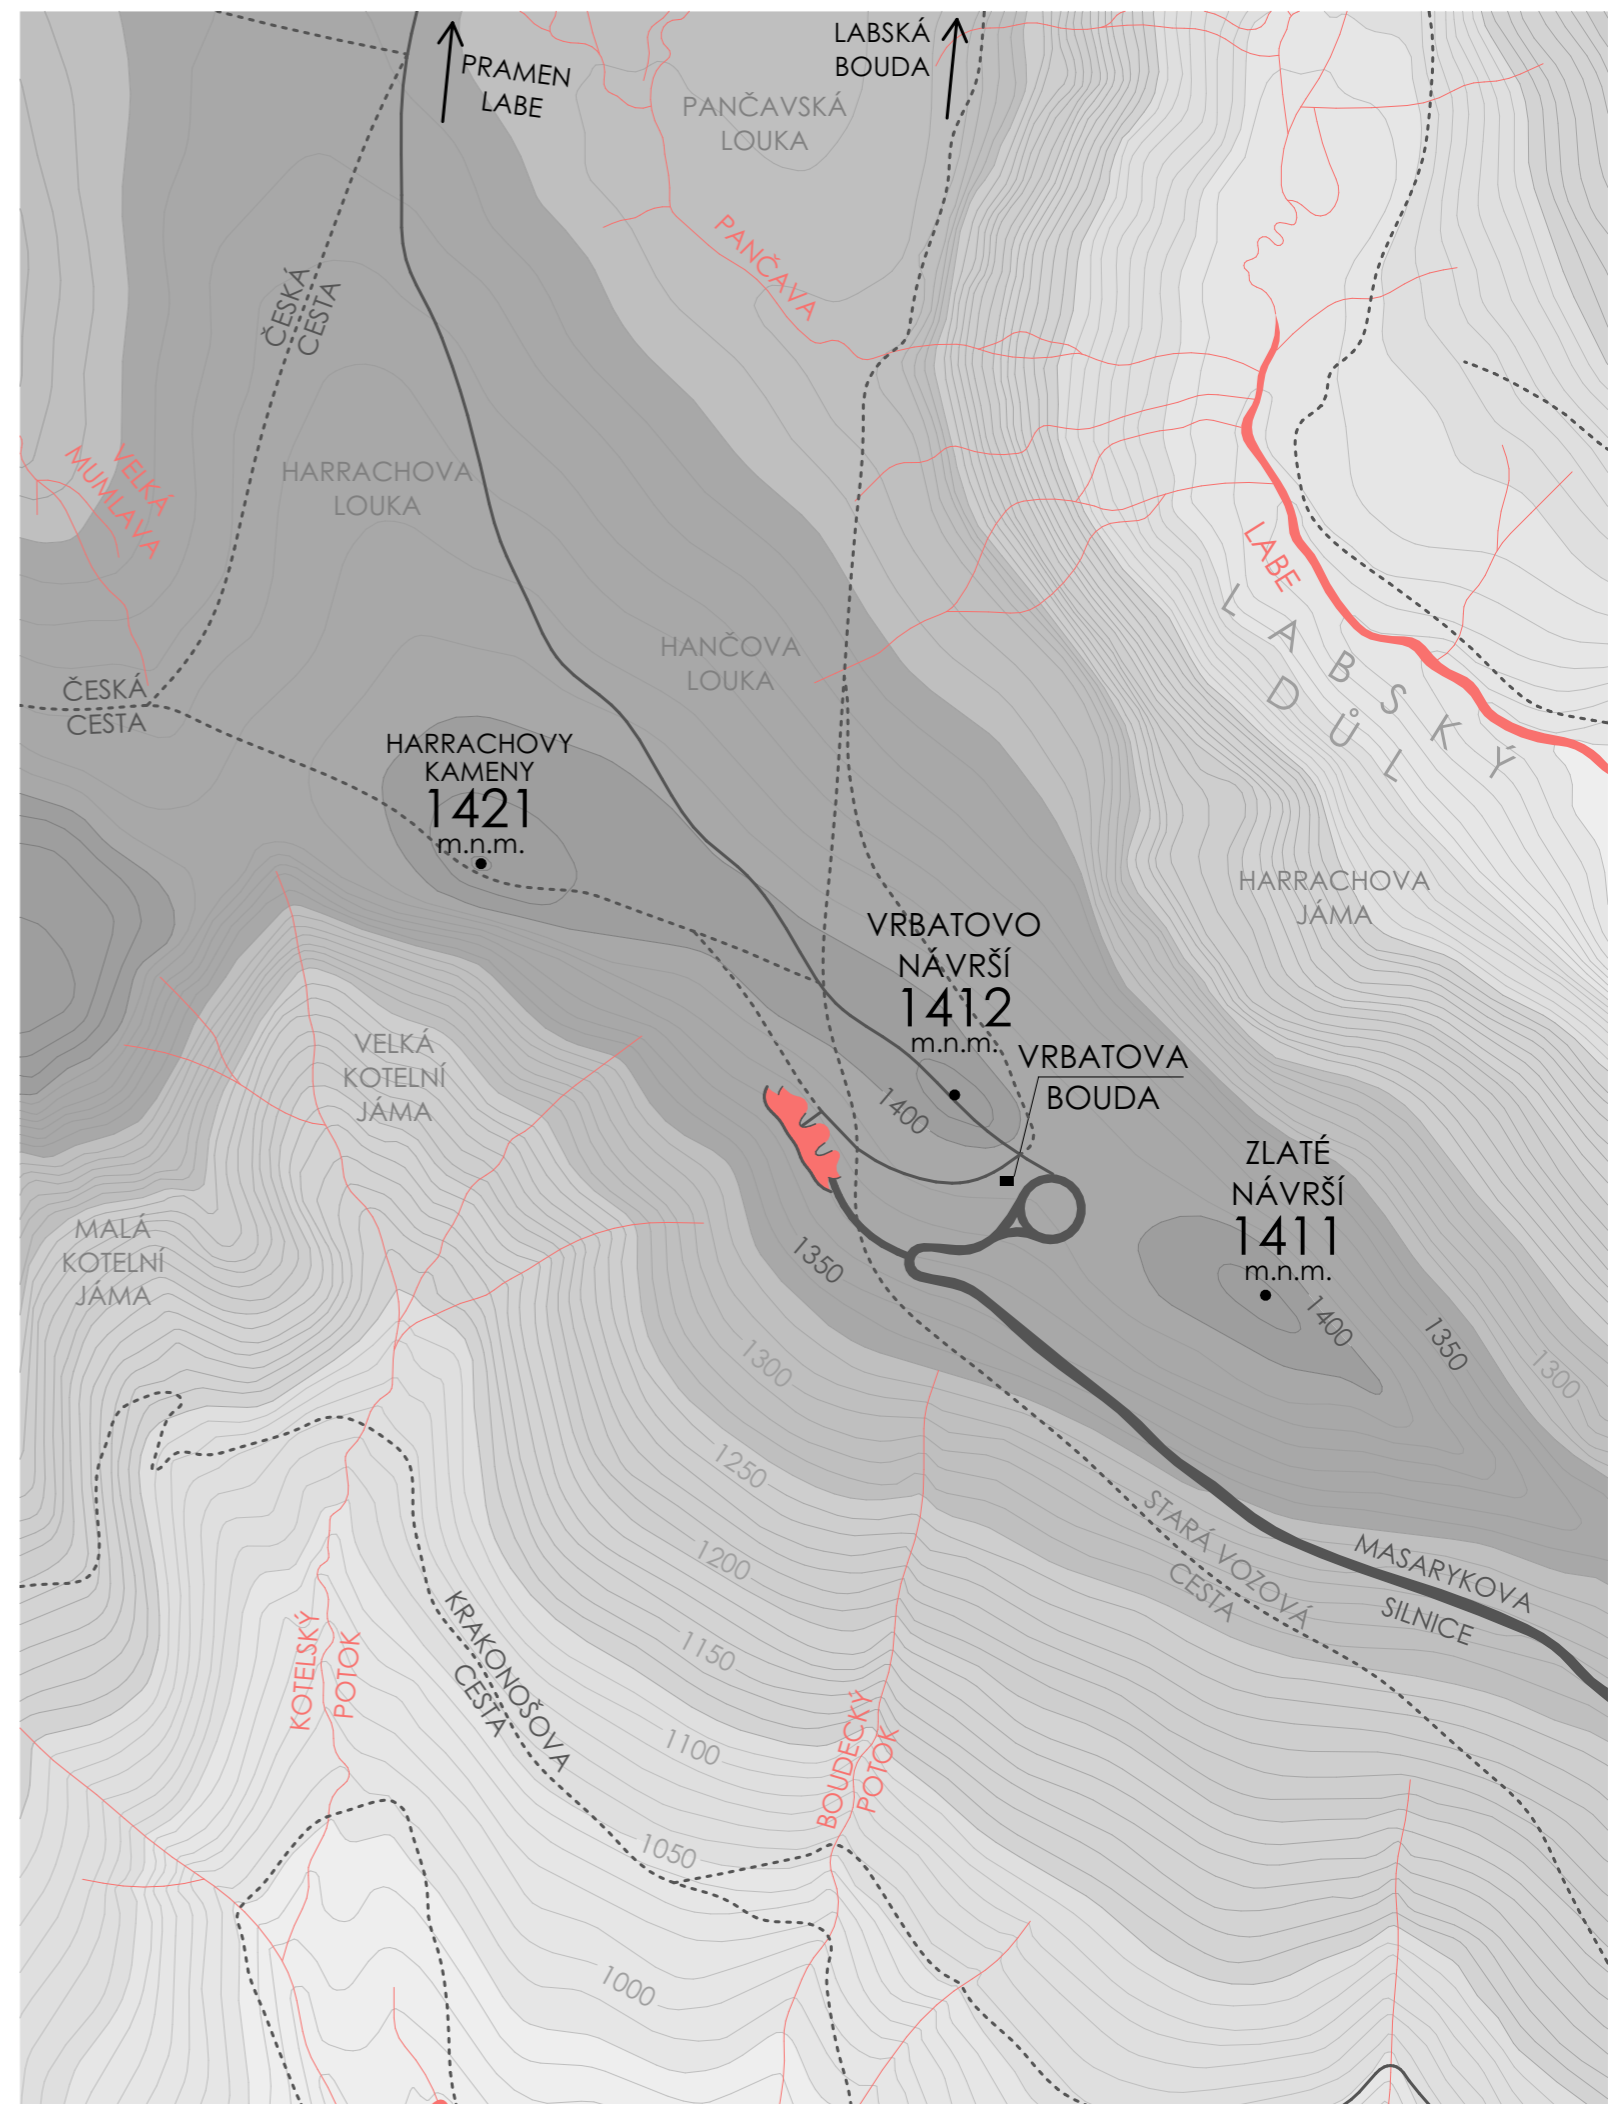 PRAMEN
LABE
LABSKÁ
BOUDA
PANČAVSKÁ
LOUKA
PANČAVA
ČESKÁ
CESTA
HARRACHOVA
LOUKA
VELKÁ
MUMLAVA
LABE
LABSKÝ
DŮL
HANČOVA
LOUKA
ČESKÁ
CESTA
HARRACHOVY
KAMENY
1421
m.n.m.
HARRACHOVA
JÁMA
VRBATOVO
NÁVRŠÍ
1412
m.n.m.
VRBATOVA
BOUDA
1400
VELKÁ
KOTELNÍ
JÁMA
ZLATÉ
NÁVRŠÍ
1411
m.n.m.
MALÁ
KOTELNÍ
JÁMA
1350
1400
1350
1300
1300
1250
STARÁ VOZOVÁ
CESTA
MASARYKOVA
SILNICE
1200
1150
KRAKONOŠOVA
CESTA
KOTELSKÝ
POTOK
BOUDECKÝ
POTOK
1100
1050
1000